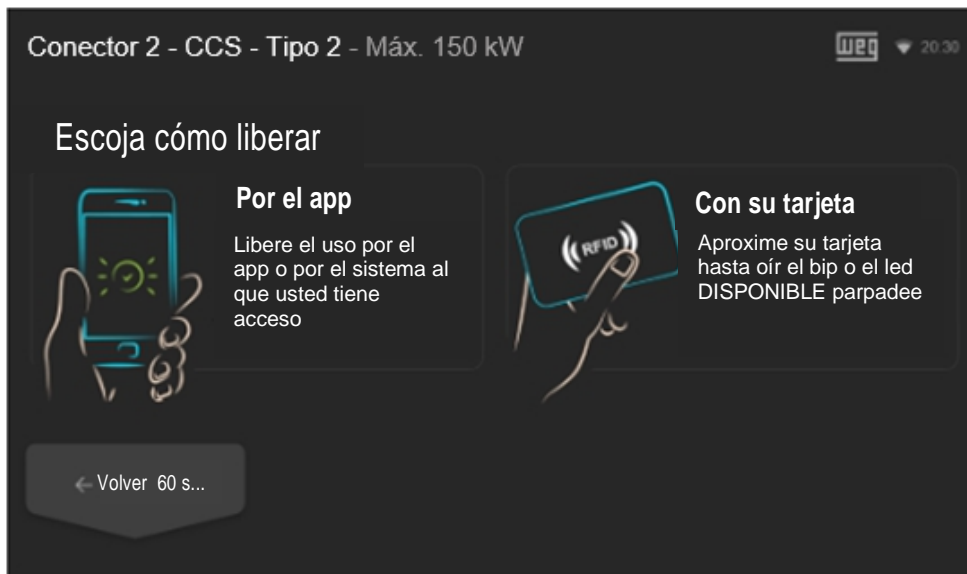 Conector 2 - CCS - Tipo 2 - Máx. 150 kW
weg
20:30
Escoja cómo liberar
Por el app
Libere el uso por el
app o por el sistema al
que usted tiene
acceso
RFID
Con su tarjeta
Aproxime su tarjeta
hasta oír el bip o el led
DISPONIBLE parpadee
← Volver 60 s...